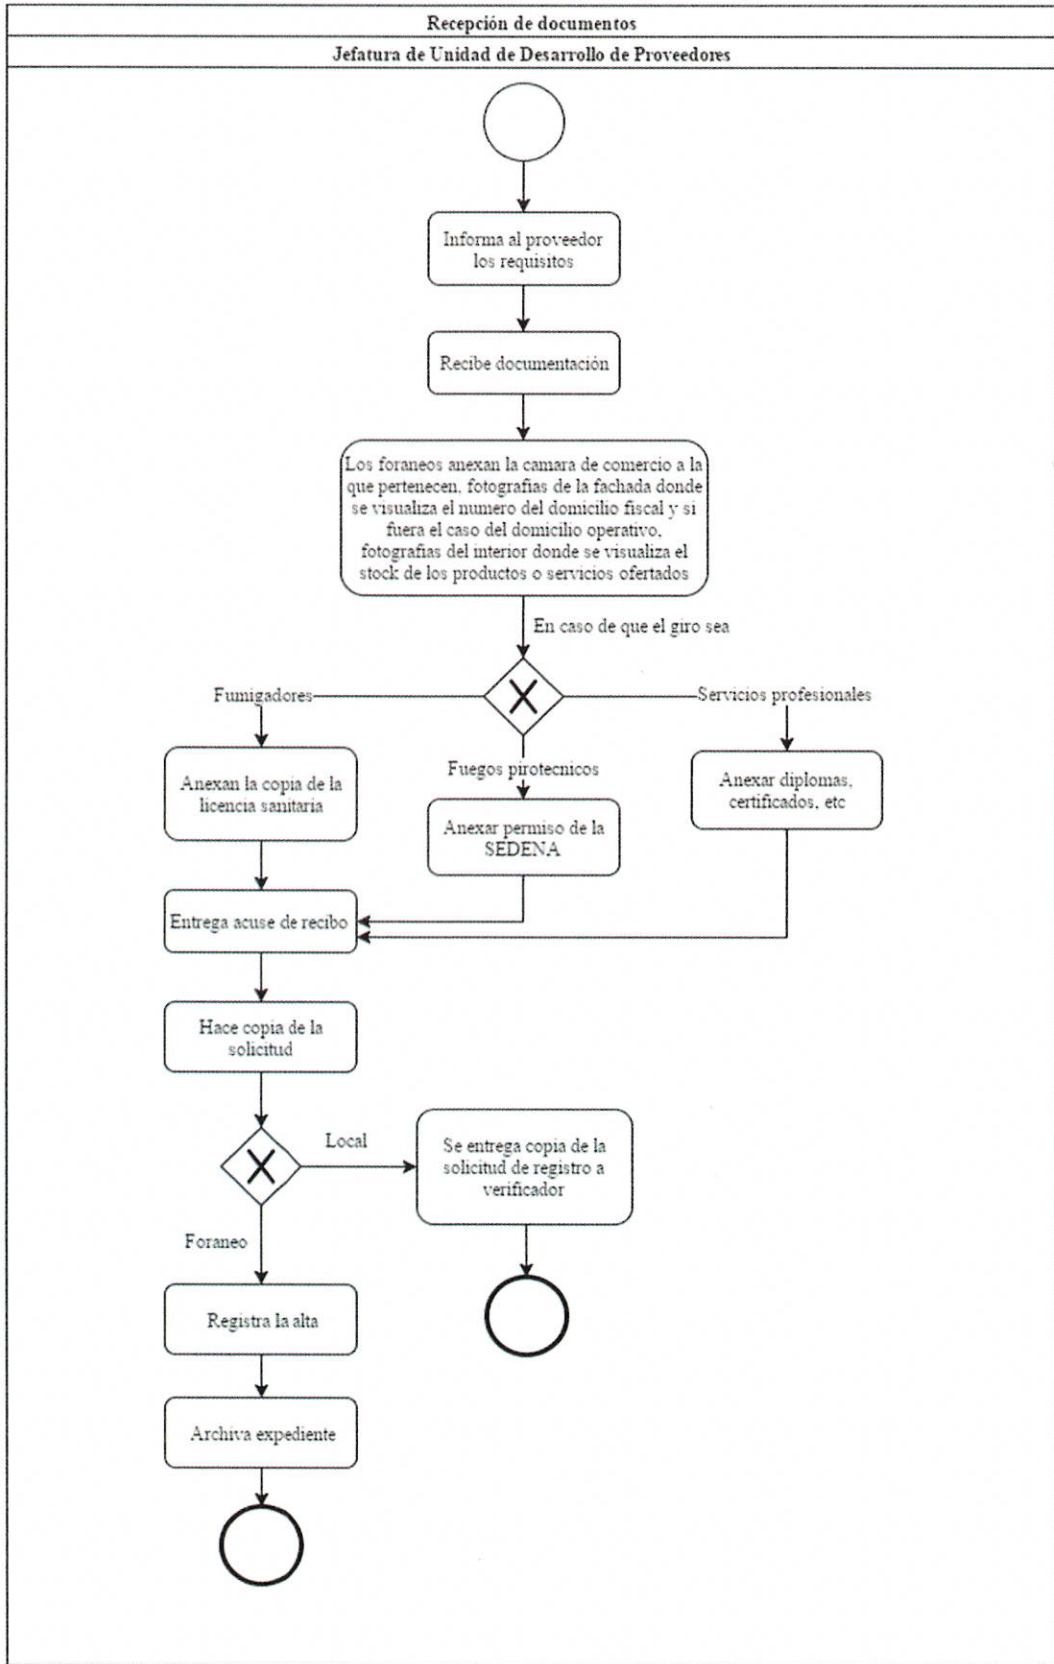 Recepción de documentos
Jefatura de Unidad de Desarrollo de Proveedores
Informa al proveedor
los requisitos
Recibe documentación
Los foraneos anexan la camara de comercio a la
que pertenecen, fotografias de la fachada donde
se visualiza el numero del domicilio fiscal y si
fuera el caso del domicilio operativo,
fotografias del interior donde se visualiza el
stock de los productos o servicios ofertados
En caso de que el giro sea
Fumigadores
Servicios profesionales
Fuegos pirotecnicos
Anexan la copia de la
licencia sanitaria
Anexar permiso de la
SEDENA
Anexar diplomas,
certificados, etc
Entrega acuse de recibo
Hace copia de la
solicitud
Local
Se entrega copia de la
solicitud de registro a
verificador
Foraneo
Registra la alta
Archiva expediente